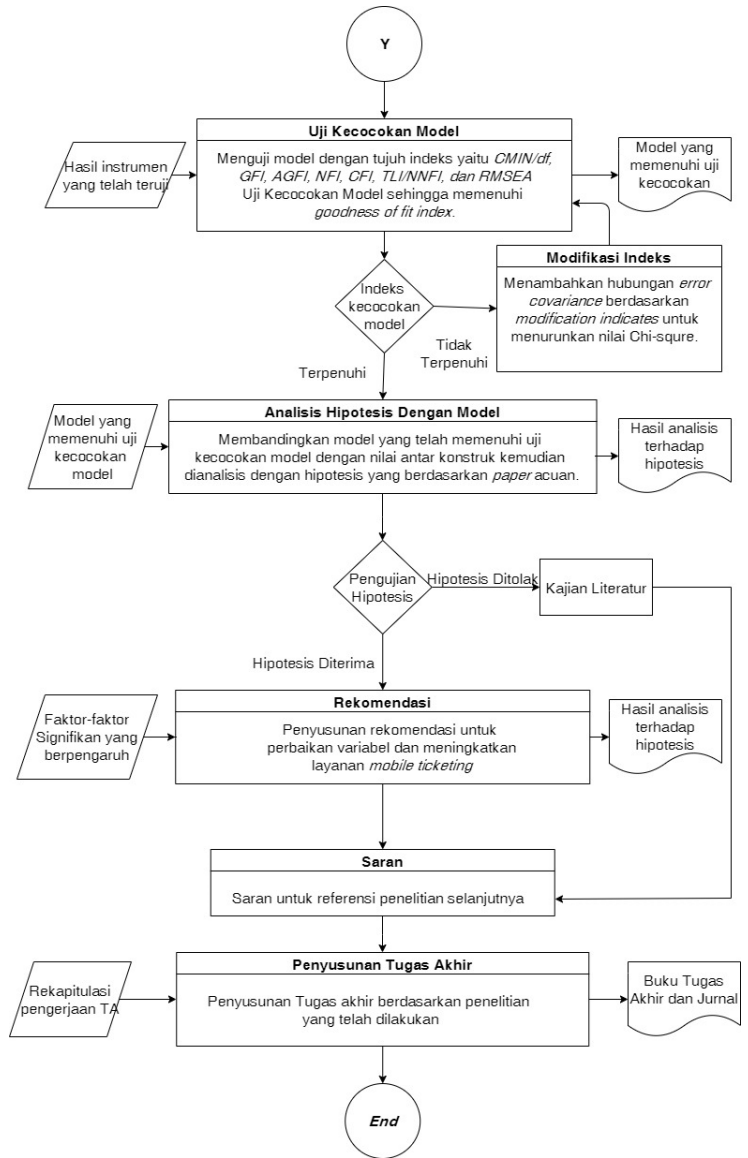 Y
Uji Kecocokan Model
Hasil instrumen
yang telah teruji
Menguji model dengan tujuh indeks yaitu CMIN/df,
GFI, AGFI, NFI, CFI, TLI/NNFI, dan RMSEA
Uji Kecocokan Model sehingga memenuhi
goodness of fit index.
Model yang
memenuhi uji
kecocokan
Modifikasi Indeks
Menambahkan hubungan error
covariance berdasarkan
modification indicates untuk
menurunkan nilai Chi-squre.
Indeks
kecocokan
model
Tidak
Terpenuhi
Terpenuhi
Analisis Hipotesis Dengan Model
Model yang
memenuhi uji
kecocokan
model
Membandingkan model yang telah memenuhi uji
kecocokan model dengan nilai antar konstruk kemudian
dianalisis dengan hipotesis yang berdasarkan paper acuan.
Hasil analisis
terhadap
hipotesis
Pengujian
Hipotesis
Hipotesis Ditolak
Kajian Literatur
Hipotesis Diterima
Rekomendasi
Faktor-faktor
Signifikan yang
berpengaruh
Penyusunan rekomendasi untuk
perbaikan variabel dan meningkatkan
layanan mobile ticketing
Hasil analisis
terhadap
hipotesis
Saran
Saran untuk referensi penelitian selanjutnya
Penyusunan Tugas Akhir
Rekapitulasi
pengerjaan TA
Penyusunan Tugas akhir berdasarkan penelitian
yang telah dilakukan
Buku Tugas
Akhir dan Jurnal
End